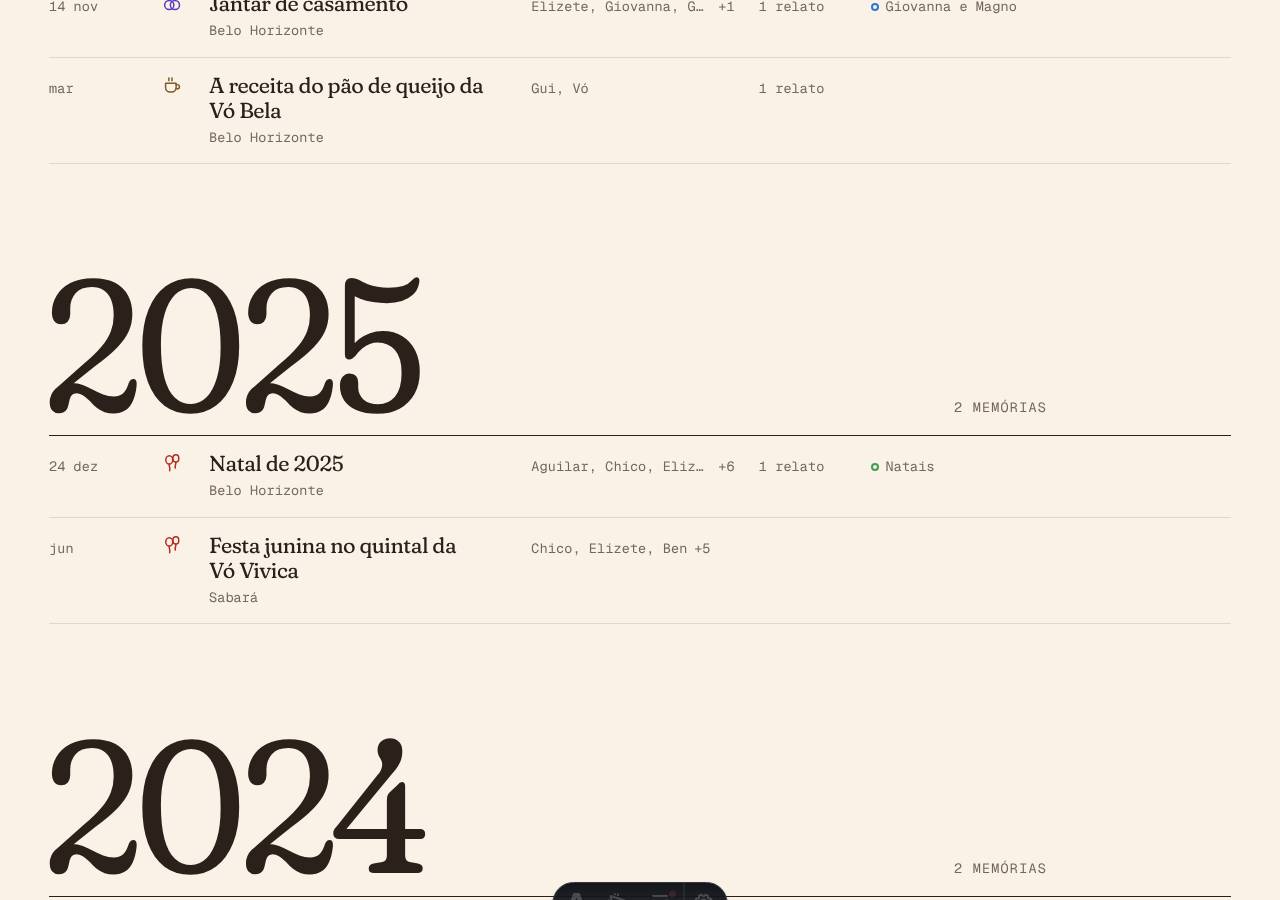 14 nov
Jantar de casamento
Elizete, Giovanna, G… +1
1 relato
Giovanna e Magno
Belo Horizonte
mar
A receita do pão de queijo da
Vó Bela
Gui, Vó
1 relato
Belo Horizonte
2025
2 MEMÓRIAS
24 dez
Natal de 2025
Aguilar, Chico, Eliz… +6
1 relato
Natais
Belo Horizonte
jun
Festa junina no quintal da
Vó Vivica
Chico, Elizete, Ben +5
Sabará
2024
2 MEMÓRIAS